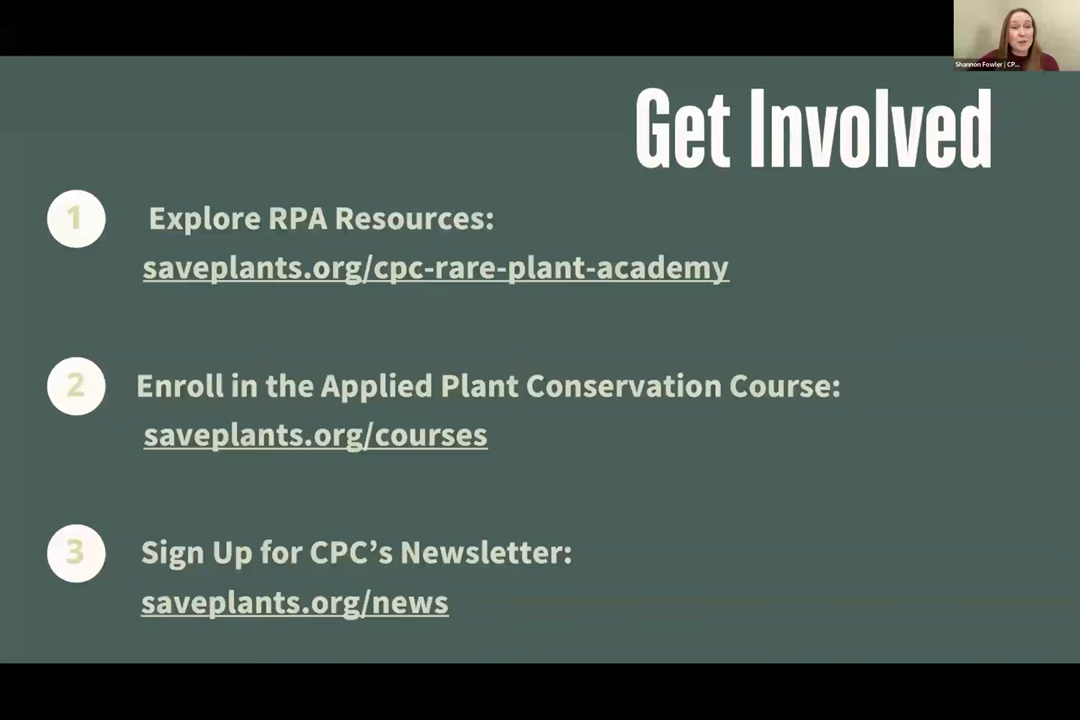 Shannon Fowler | CP...
Get Involved
1
Explore RPA Resources:
saveplants.org/cpc-rare-plant-academy
2
Enroll in the Applied Plant Conservation Course:
saveplants.org/courses
3
Sign Up for CPC’s Newsletter:
saveplants.org/news